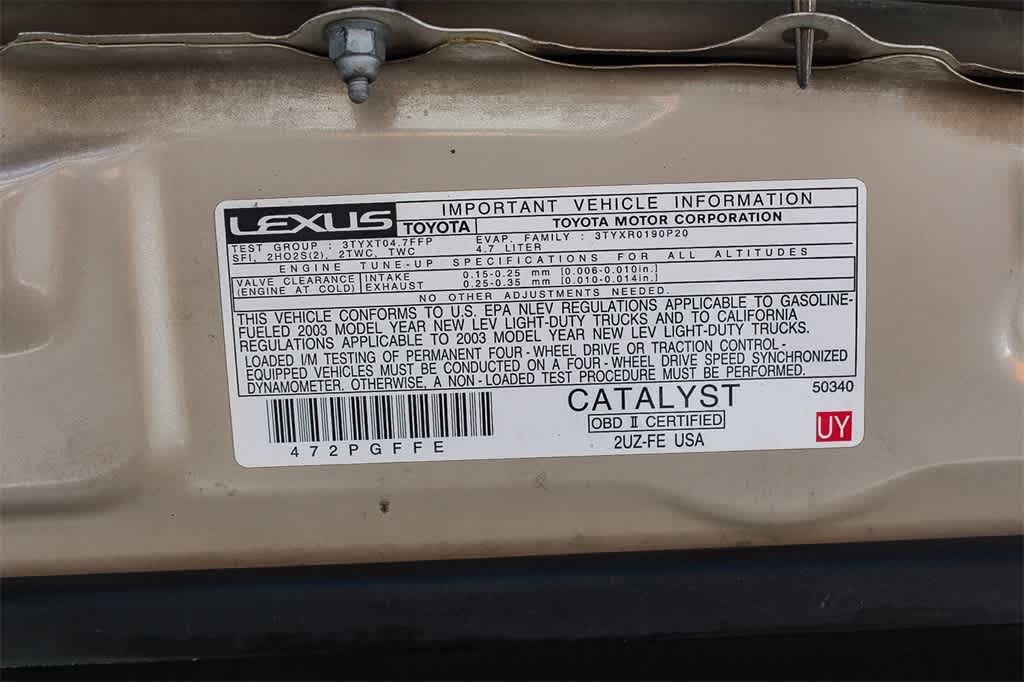 LEXUS IMPORTANT VEHICLE INFORMATION
TOYOTA TOYOTA MOTOR CORPORATION
TEST GROUP : 3TYXT04.7FFP EVAP. FAMILY : 3TYXR0190P20
SFI, 2HO2S(2), 2TWC, TWC 4.7 LITER
ENGINE TUNE-UP SPECIFICATIONS FOR ALL ALTITUDES
VALVE CLEARANCE INTAKE 0.15-0.25 mm [0.006-0.010in.]
(ENGINE AT COLD) EXHAUST 0.25-0.35 mm [0.010-0.014in.]
NO OTHER ADJUSTMENTS NEEDED.
THIS VEHICLE CONFORMS TO U.S. EPA NLEV REGULATIONS APPLICABLE TO GASOLINE-
FUELED 2003 MODEL YEAR NEW LEV LIGHT-DUTY TRUCKS AND TO CALIFORNIA
REGULATIONS APPLICABLE TO 2003 MODEL YEAR NEW LEV LIGHT-DUTY TRUCKS.
LOADED I/M TESTING OF PERMANENT FOUR-WHEEL DRIVE OR TRACTION CONTROL-
EQUIPPED VEHICLES MUST BE CONDUCTED ON A FOUR-WHEEL DRIVE SPEED SYNCHRONIZED
DYNAMOMETER. OTHERWISE, A NON-LOADED TEST PROCEDURE MUST BE PERFORMED.
CATALYST 50340
OBD II CERTIFIED
472PGFFE 2UZ-FE USA UY